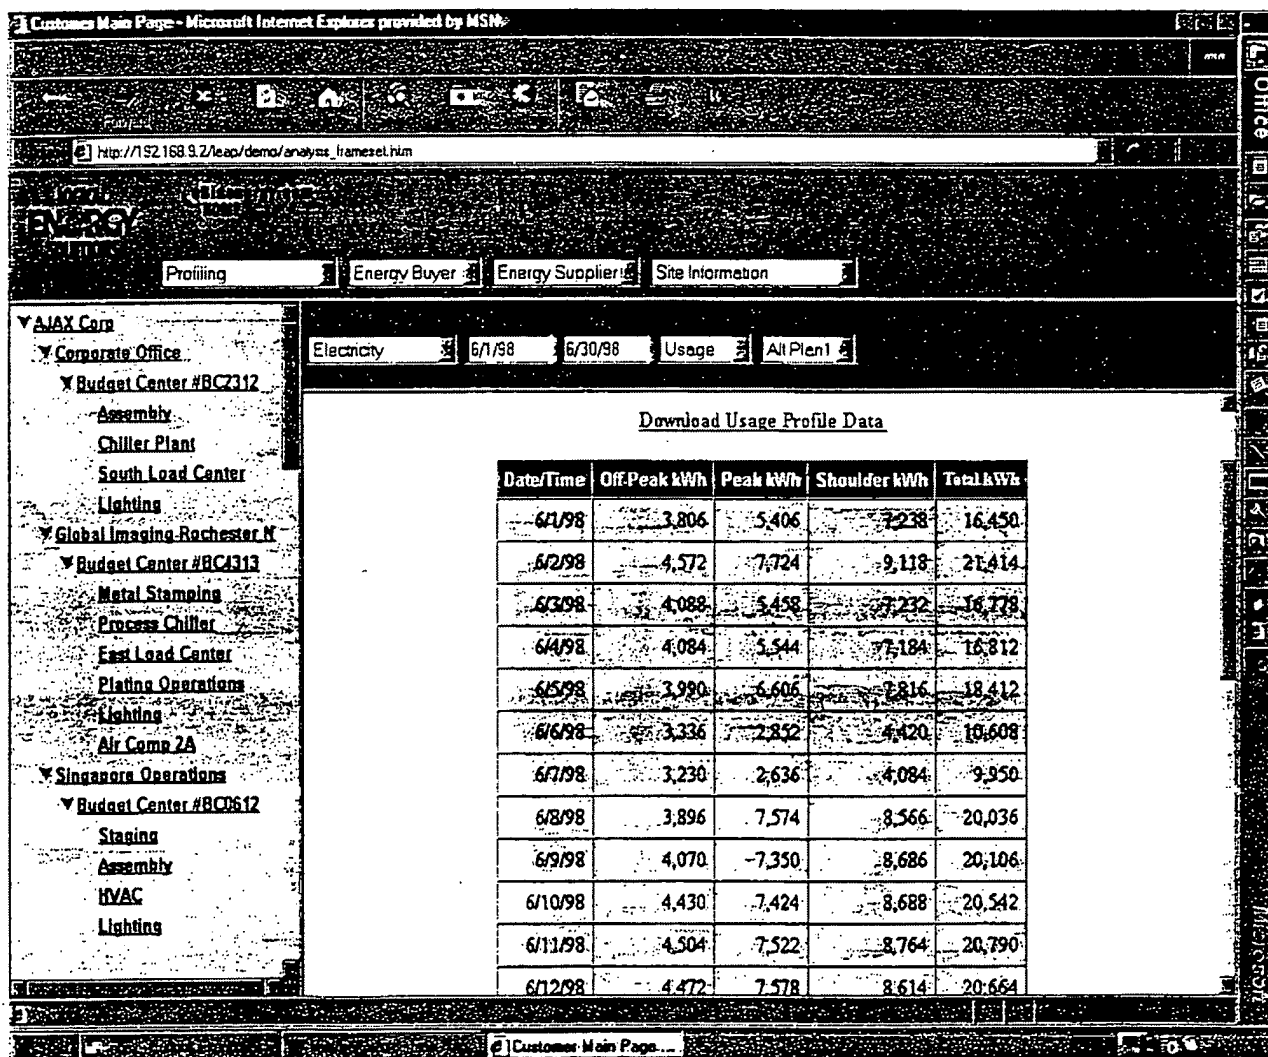 Customer Main Page - Microsoft Internet Explorer provided by MSN
msn
Forward
http://192.168.9.2/leap/demo/analysis_frameset.htm
ENERGY
Profiling Energy Buyer Energy Supplier Site Information
AJAX Corp
Corporate Office
Budget Center #BC2312
Assembly
Chiller Plant
South Load Center
Lighting
Global Imaging-Rochester N
Budget Center #BC4313
Metal Stamping
Process Chiller
East Load Center
Plating Operations
Lighting
Air Comp 2A
Singapore Operations
Budget Center #BC0612
Staging
Assembly
HVAC
Lighting
Electricity 6/1/98 6/30/98 Usage Alt Plan1
Download Usage Profile Data
Date/Time Off-Peak kWh Peak kWh Shoulder kWh Total kWh
6/1/98 3,806 5,406 7,238 16,450
6/2/98 4,572 7,724 9,118 21,414
6/3/98 4,088 5,458 7,232 16,778
6/4/98 4,084 5,544 7,184 16,812
6/5/98 3,990 6,606 7,816 18,412
6/6/98 3,336 2,852 4,420 10,608
6/7/98 3,230 2,636 4,084 9,950
6/8/98 3,896 7,574 8,566 20,036
6/9/98 4,070 7,350 8,686 20,106
6/10/98 4,430 7,424 8,688 20,542
6/11/98 4,504 7,522 8,764 20,790
6/12/98 4,472 7,578 8,614 20,664
Office
Customer Main Page ...